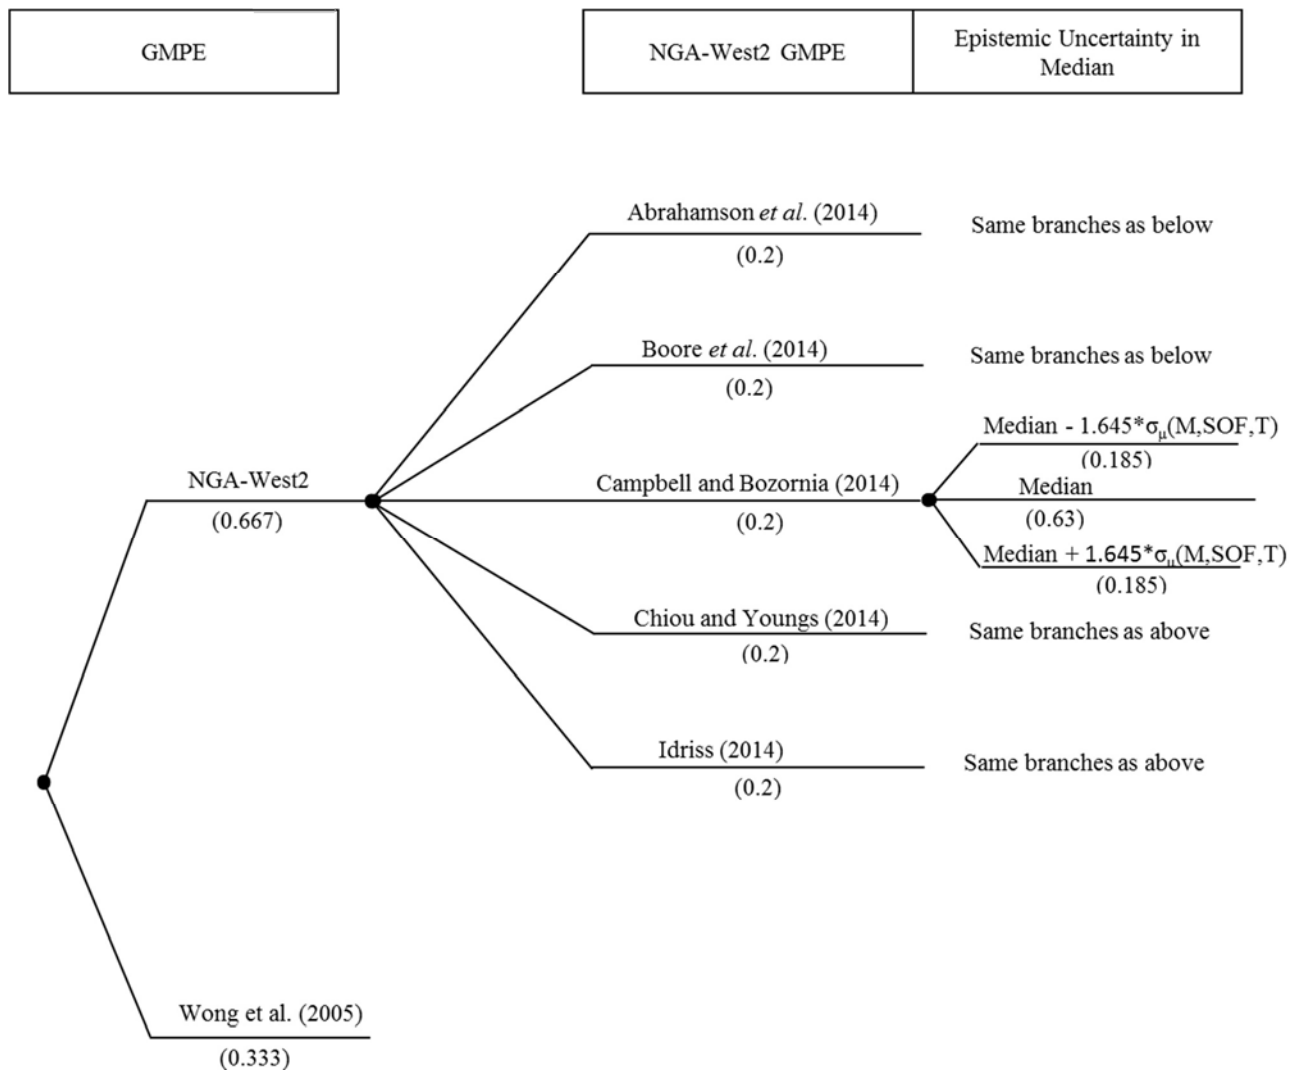 GMPE
NGA-West2 GMPE
Epistemic Uncertainty in
Median
Abrahamson et al. (2014)
(0.2)
Same branches as below
Boore et al. (2014)
(0.2)
Same branches as below
NGA-West2
(0.667)
Campbell and Bozornia (2014)
(0.2)
Median - 1.645*σμ(M,SOF,T)
(0.185)
Median
(0.63)
Median + 1.645*σμ(M,SOF,T)
(0.185)
Chiou and Youngs (2014)
(0.2)
Same branches as above
Idriss (2014)
(0.2)
Same branches as above
Wong et al. (2005)
(0.333)